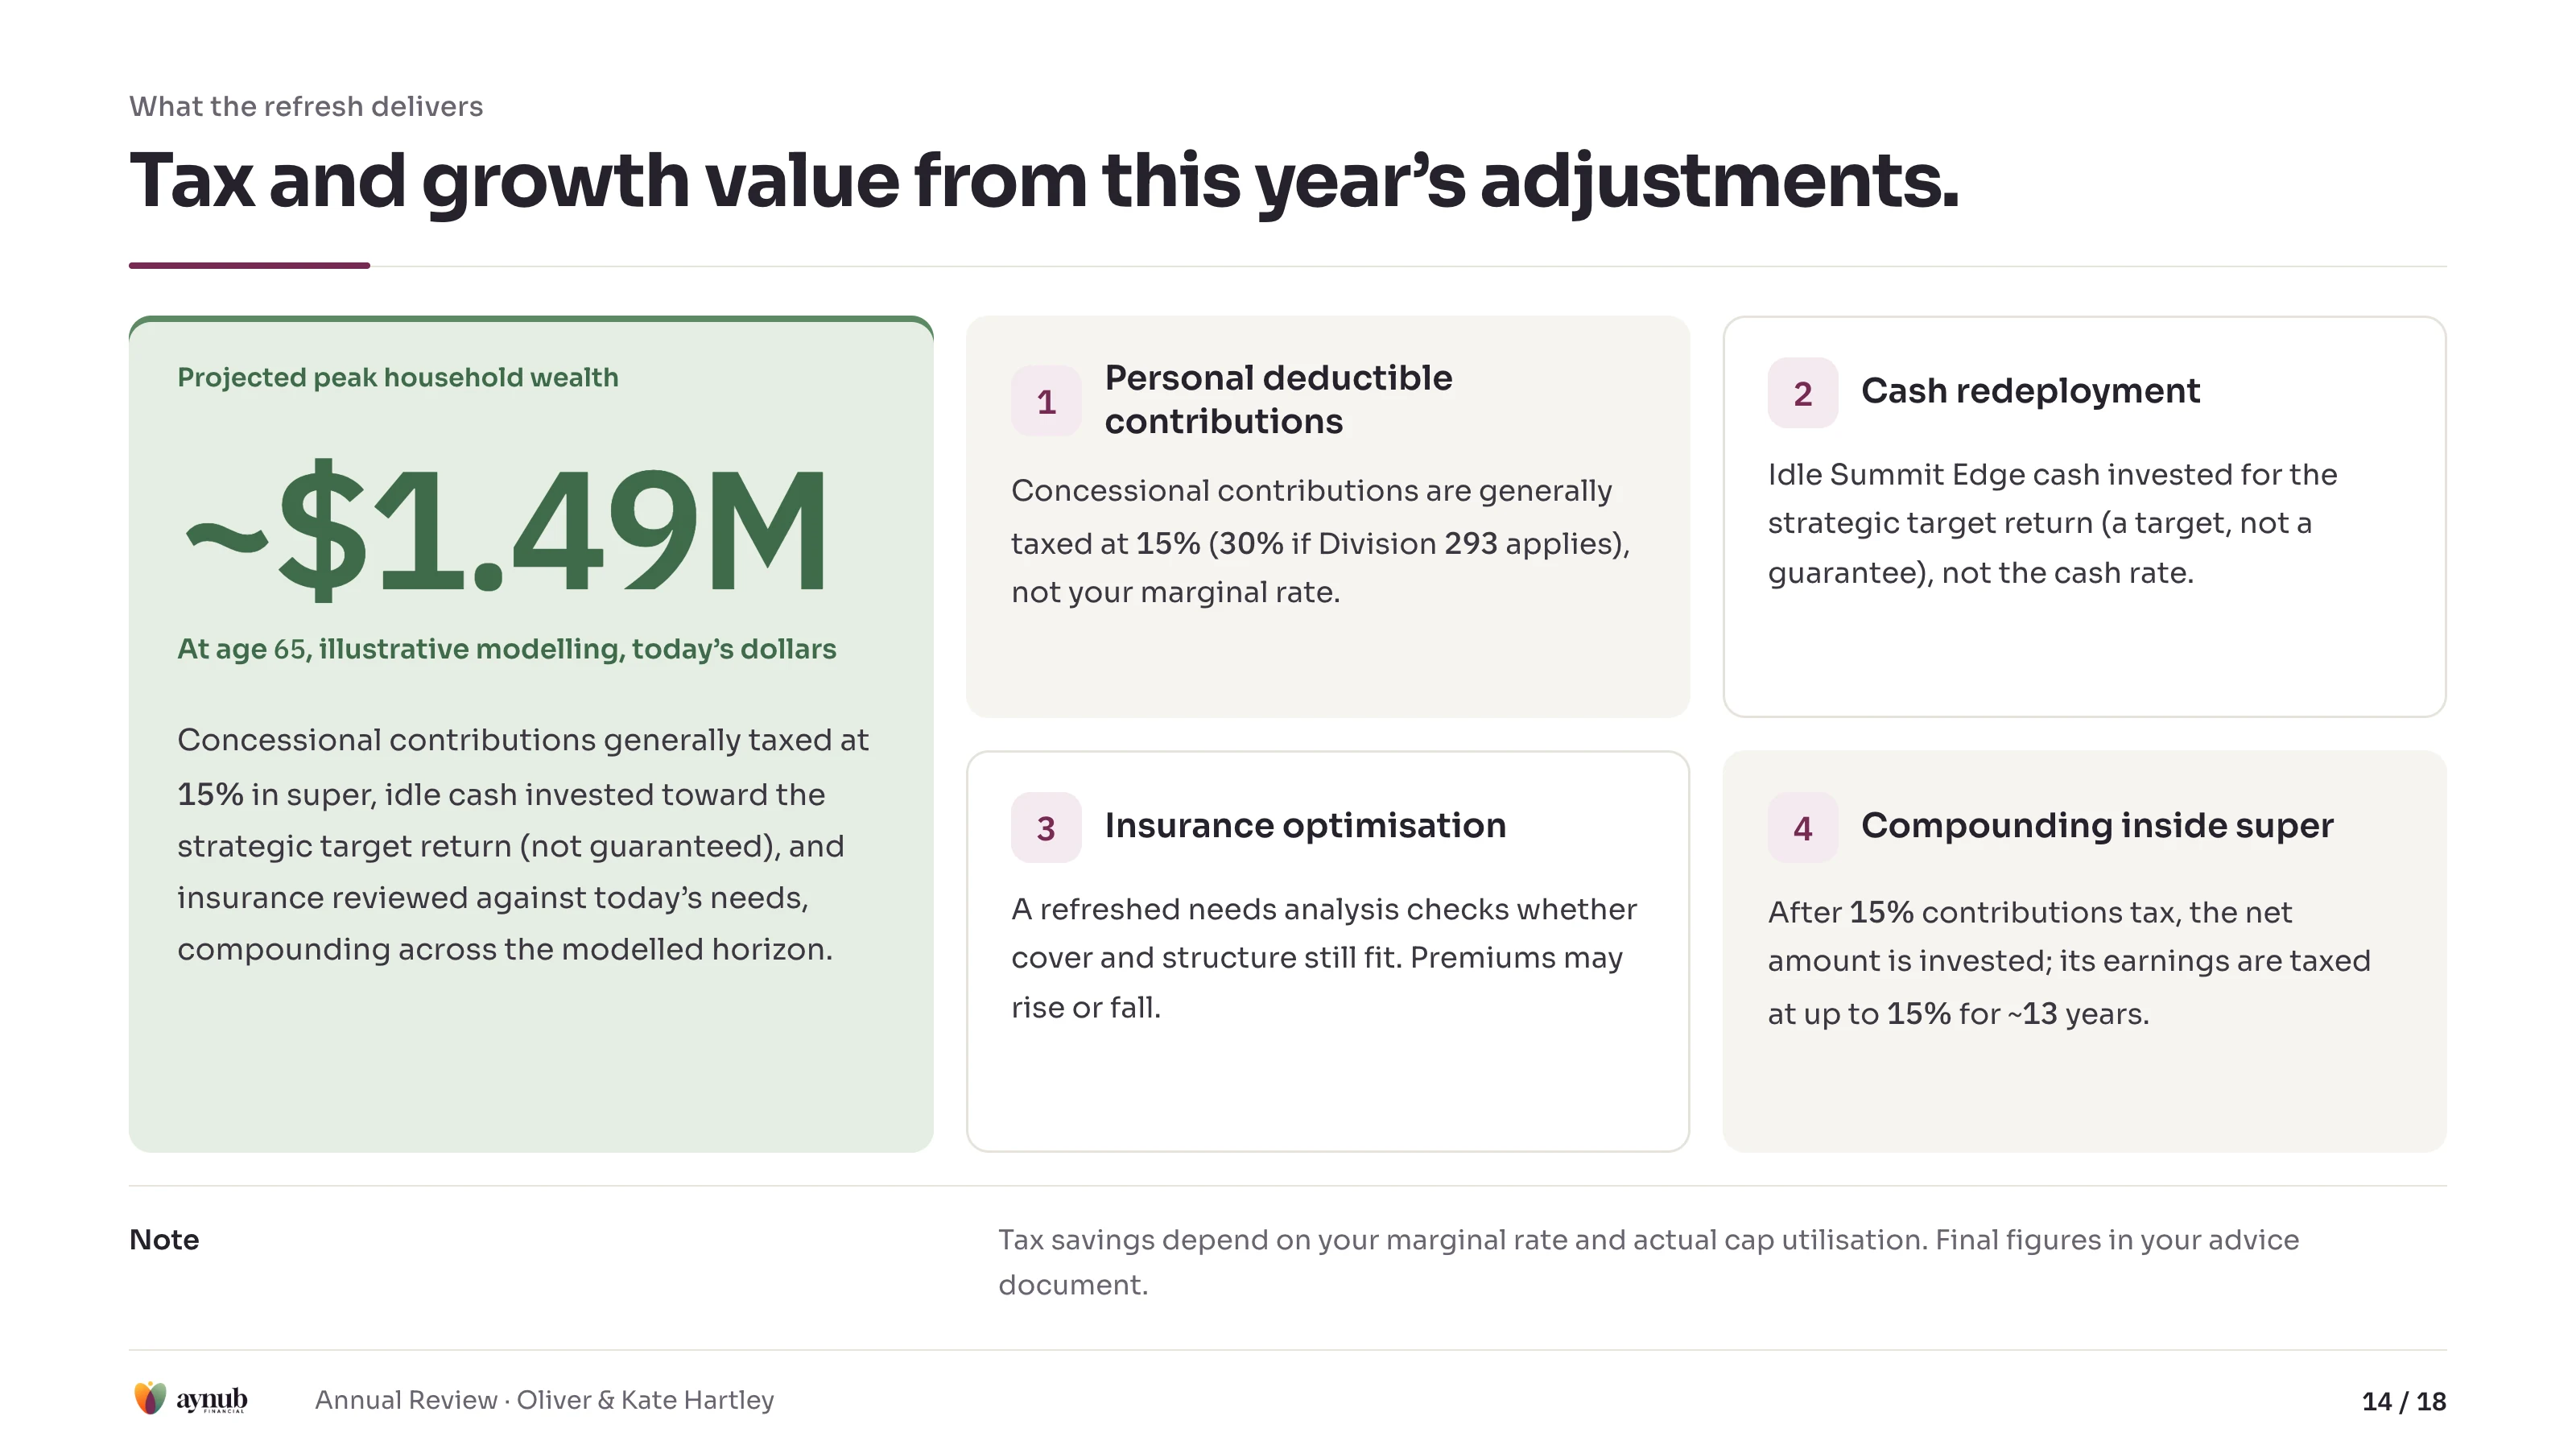 What the refresh delivers
Tax and growth value from this year’s adjustments.
Projected peak household wealth
~$1.49M
At age 65, illustrative modelling, today’s dollars
Concessional contributions generally taxed at
15% in super, idle cash invested toward the
strategic target return (not guaranteed), and
insurance reviewed against today’s needs,
compounding across the modelled horizon.
1
Personal deductible
contributions
Concessional contributions are generally
taxed at 15% (30% if Division 293 applies),
not your marginal rate.
2
Cash redeployment
Idle Summit Edge cash invested for the
strategic target return (a target, not a
guarantee), not the cash rate.
3
Insurance optimisation
A refreshed needs analysis checks whether
cover and structure still fit. Premiums may
rise or fall.
4
Compounding inside super
After 15% contributions tax, the net
amount is invested; its earnings are taxed
at up to 15% for ~13 years.
Note
Tax savings depend on your marginal rate and actual cap utilisation. Final figures in your advice
document.
aynub
FINANCIAL
Annual Review · Oliver & Kate Hartley
14 / 18